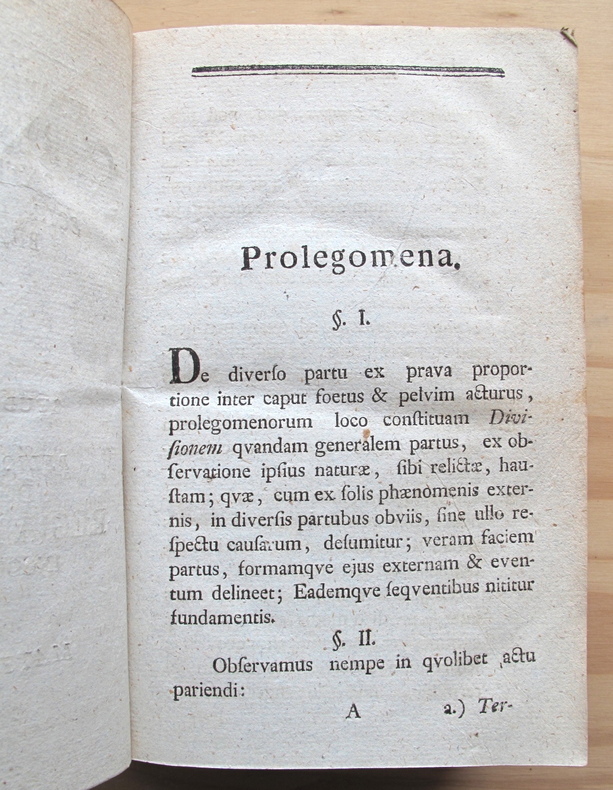 Prolegomena.
§. I.
De diverſo partu ex prava propor-
tione inter caput foetus & pelvim acturus,
prolegomenorum loco conſtituam Divi-
ſionem qvandam generalem partus, ex ob-
ſervatione ipſius naturæ, ſibi relictæ, hau-
ſtam; qvæ, cum ex ſolis phænomenis exter-
nis, in diverſis partubus obviis, ſine ullo re-
ſpectu cauſarum, deſumitur; veram faciem
partus, formamqve ejus externam & even-
tum delineet; Eademqve ſeqventibus nititur
fundamentis.
§. II.
Obſervamus nempe in qvolibet actu
pariendi:
A a.) Ter-